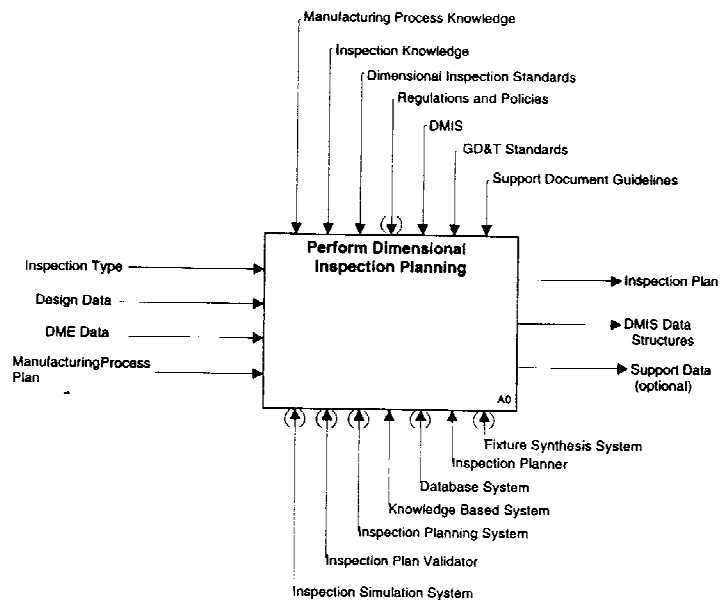 Manufacturing Process Knowledge
Inspection Knowledge
Dimensional Inspection Standards
Regulations and Policies
DMIS
GD&T Standards
Support Document Guidelines
Perform Dimensional
Inspection Planning
Inspection Type
Design Data
DME Data
ManufacturingProcess
Plan
Inspection Plan
DMIS Data
Structures
Support Data
(optional)
A0
Fixture Synthesis System
Inspection Planner
Database System
Knowledge Based System
Inspection Planning System
Inspection Plan Validator
Inspection Simulation System